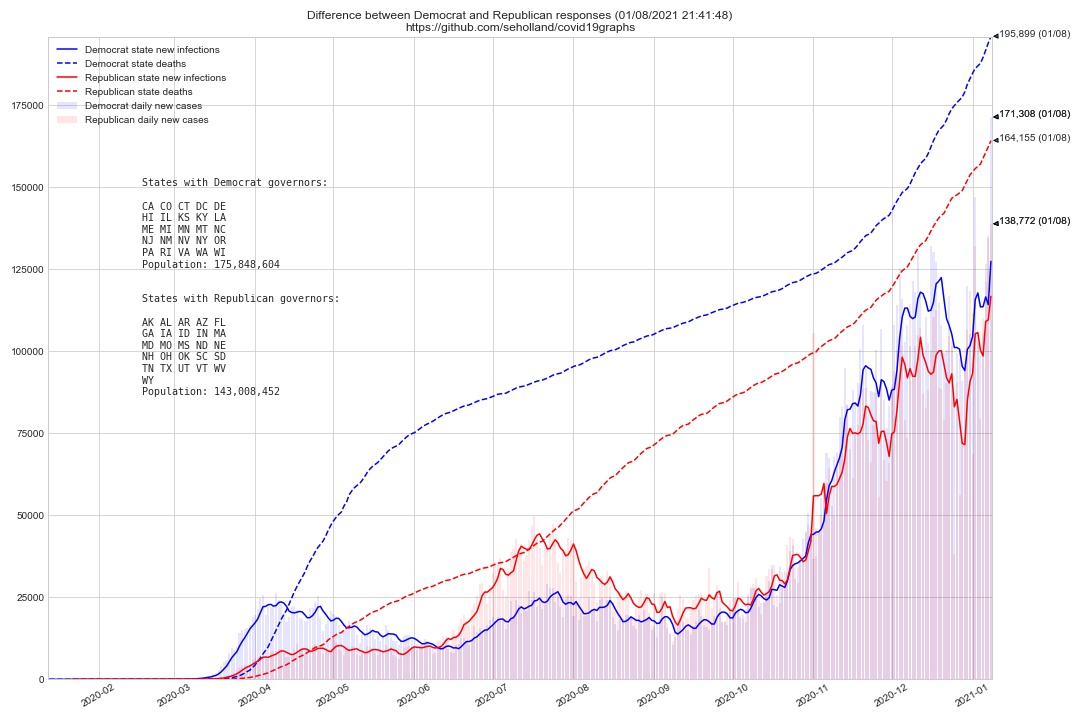 Difference between Democrat and Republican responses (01/08/2021 21:41:48)
https://github.com/seholland/covid19graphs
Democrat state new infections
Democrat state deaths
Republican state new infections
Republican state deaths
Democrat daily new cases
Republican daily new cases
195,899 (01/08)
171,308 (01/08)
164,155 (01/08)
138,772 (01/08)
175000
150000
125000
100000
75000
50000
25000
0
States with Democrat governors:
CA CO CT DC DE
HI IL KS KY LA
ME MI MN MT NC
NJ NM NV NY OR
PA RI VA WA WI
Population: 175,848,604
States with Republican governors:
AK AL AR AZ FL
GA IA ID IN MA
MD MO MS ND NE
NH OH OK SC SD
TN TX UT VT WV
WY
Population: 143,008,452
2020-02
2020-03
2020-04
2020-05
2020-06
2020-07
2020-08
2020-09
2020-10
2020-11
2020-12
2021-01